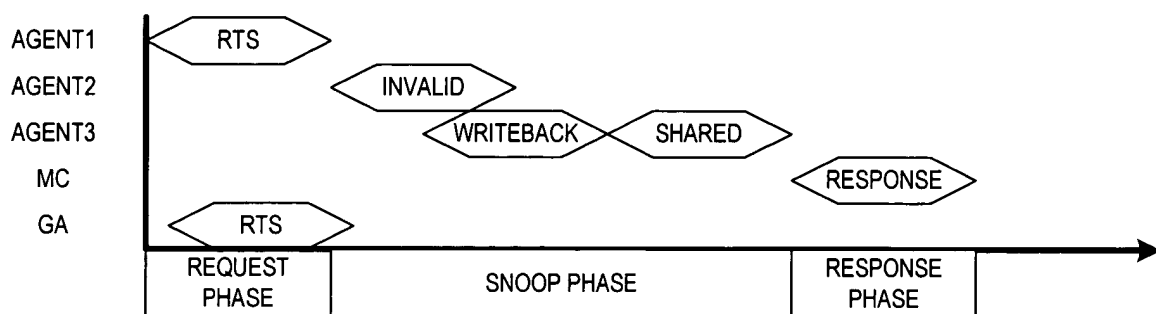 AGENT1 RTS
AGENT2 INVALID
AGENT3 WRITEBACK SHARED
MC RESPONSE
GA RTS
REQUEST PHASE
SNOOP PHASE
RESPONSE PHASE